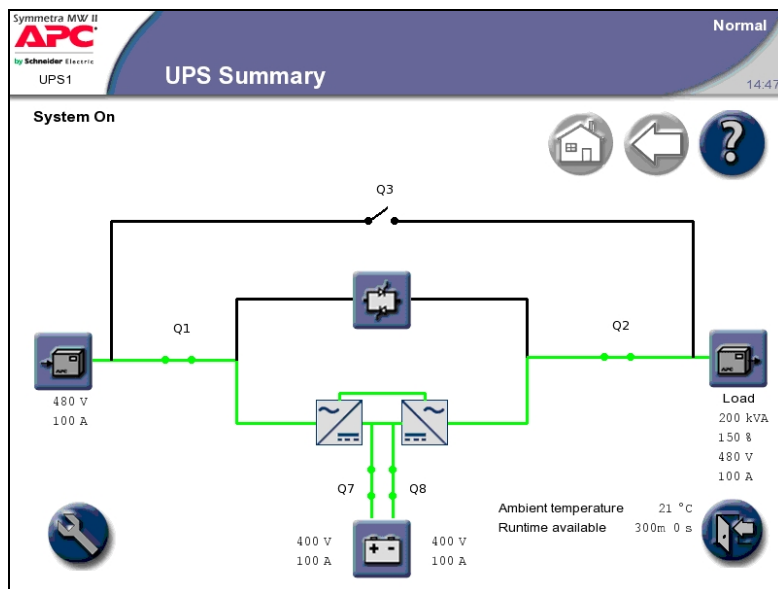 Symmetra MW II
APC
by Schneider Electric
UPS1
UPS Summary
Normal
14:47
System On
?
Q3
Q1
Q2
APC
480 V
100 A
APC
Load
200 kVA
150 %
480 V
100 A
Q7
Q8
400 V
100 A
400 V
100 A
Ambient temperature 21 °C
Runtime available 300m 0 s